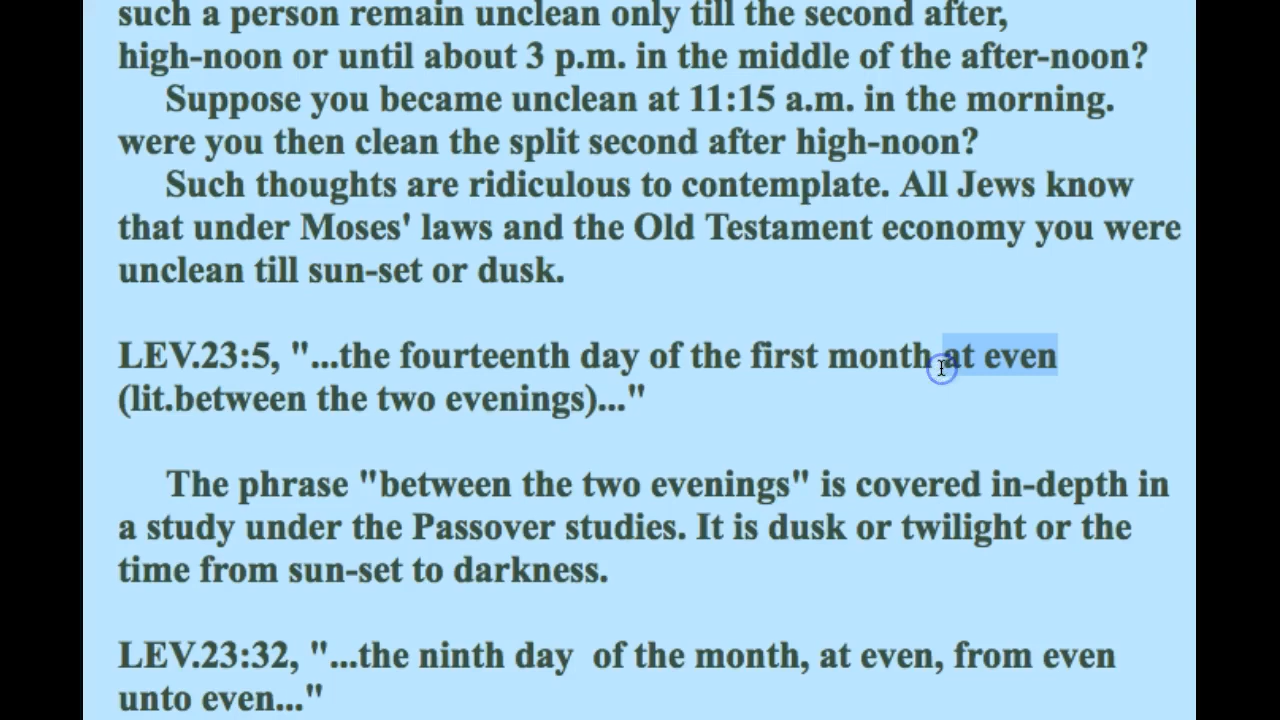 such a person remain unclean only till the second after,
high-noon or until about 3 p.m. in the middle of the after-noon?
Suppose you became unclean at 11:15 a.m. in the morning.
were you then clean the split second after high-noon?
Such thoughts are ridiculous to contemplate. All Jews know
that under Moses' laws and the Old Testament economy you were
unclean till sun-set or dusk.
LEV.23:5, "...the fourteenth day of the first month at even
(lit.between the two evenings)..."
The phrase "between the two evenings" is covered in-depth in
a study under the Passover studies. It is dusk or twilight or the
time from sun-set to darkness.
LEV.23:32, "...the ninth day  of the month, at even, from even
unto even..."